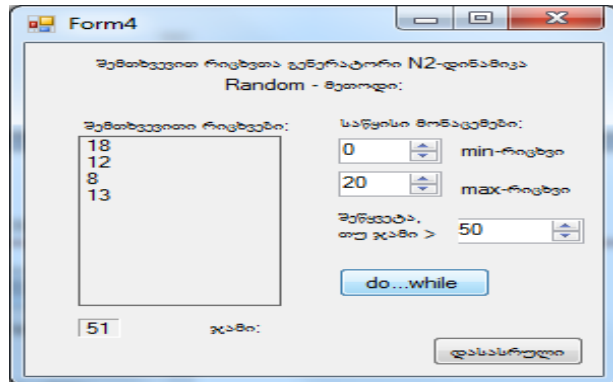 Form4
შემთხვევით რიცხვთა გენერატორი N2-დინამიკა
Random - მეთოდი:
შემთხვევითი რიცხვები:
18
12
8
13
საწყისი მონაცემები:
0 min-რიცხვი
20 max-რიცხვი
შეწყვეტა,
თუ ჯამი > 50
do...while
51 ჯამი:
დასასრული